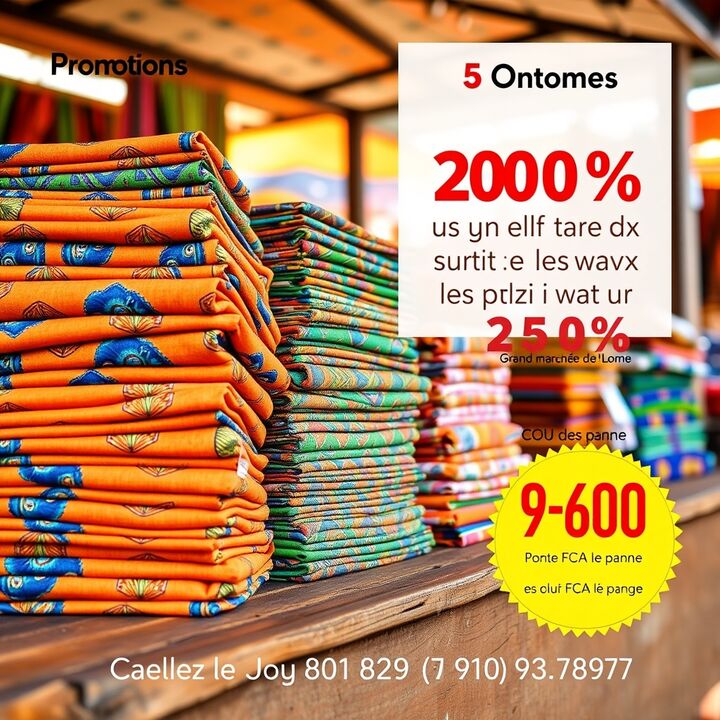 Promotions
5 Ontomes
2000 %
us yn elf tare dx
surtit :e les wavx
les ptlzi i wat ur
250%
Grand marchée de 'Lome
COU des panne
9-600
Ponte FCA le panne
es oluf FCA lè pange
Caellez le Joy 801 829 (7 910) 93.78977